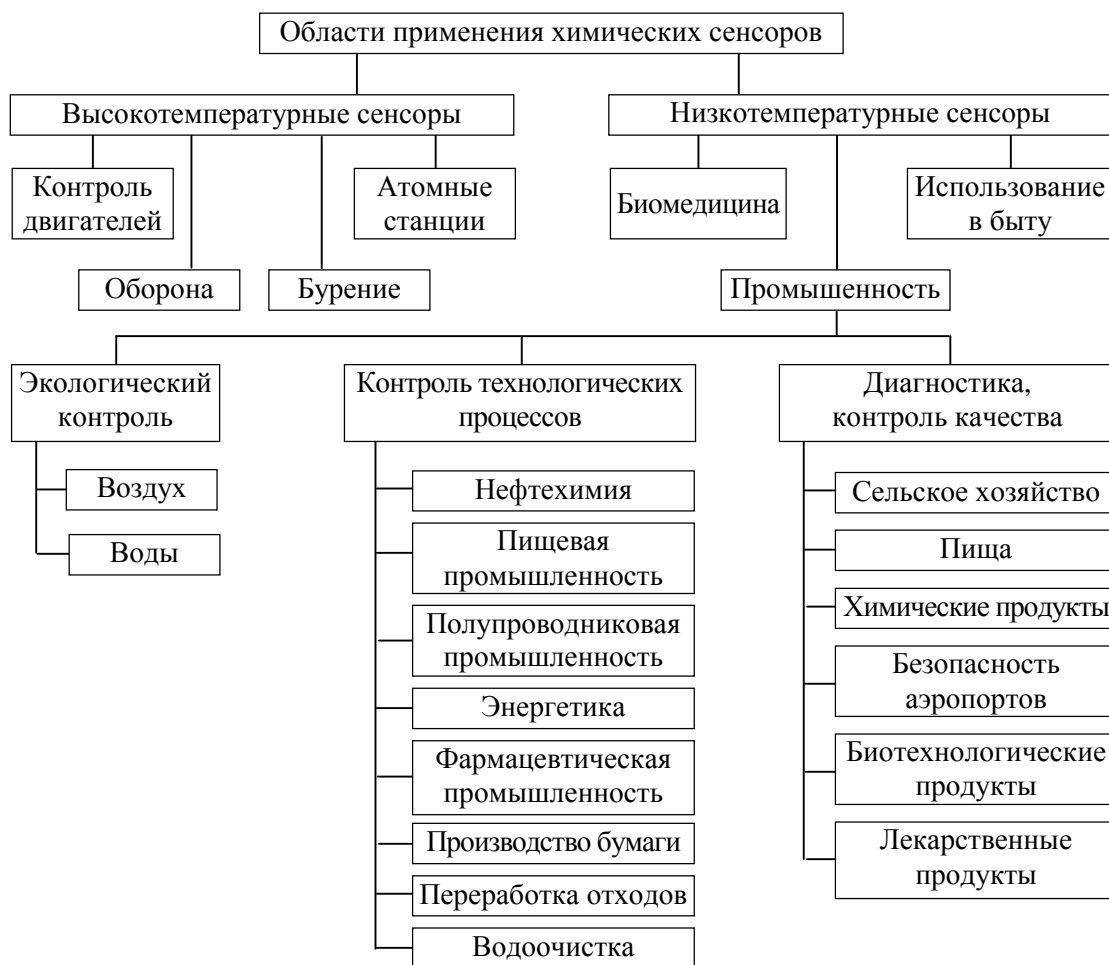 Области применения химических сенсоров
Высокотемпературные сенсоры
Низкотемпературные сенсоры
Контроль
двигателей
Атомные
станции
Биомедицина
Использование
в быту
Оборона
Бурение
Промышенность
Экологический
контроль
Контроль технологических
процессов
Диагностика,
контроль качества
Воздух
Воды
Нефтехимия
Пищевая
промышленность
Полупроводниковая
промышленность
Энергетика
Фармацевтическая
промышленность
Производство бумаги
Переработка отходов
Водоочистка
Сельское хозяйство
Пища
Химические продукты
Безопасность
аэропортов
Биотехнологические
продукты
Лекарственные
продукты